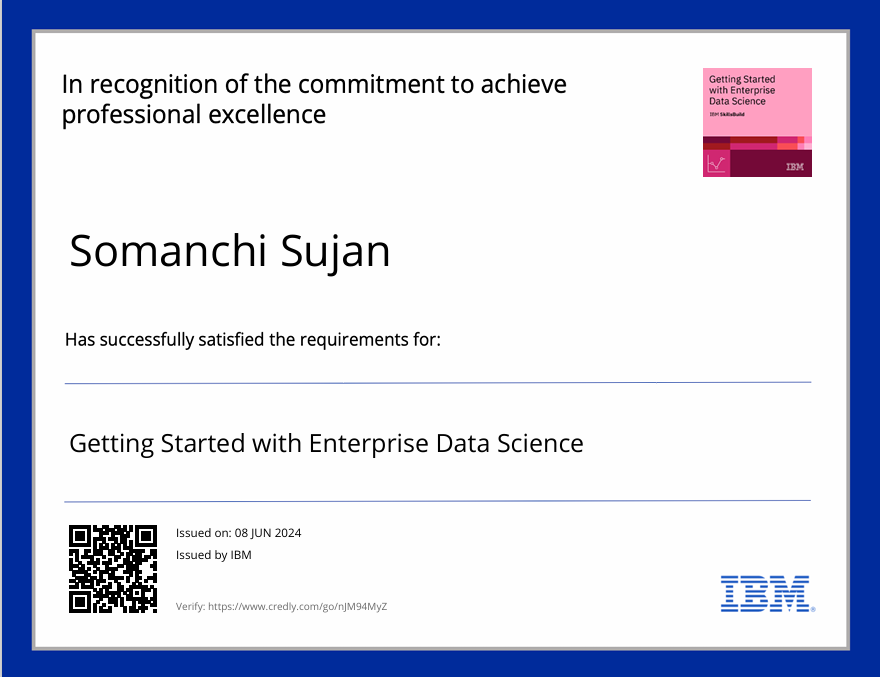 In recognition of the commitment to achieve
professional excellence
Getting Started
with Enterprise
Data Science
IBM SkillsBuild
IBM
Somanchi Sujan
Has successfully satisfied the requirements for:
Getting Started with Enterprise Data Science
Issued on: 08 JUN 2024
Issued by IBM
Verify: https://www.credly.com/go/nJM94MyZ
IBM®